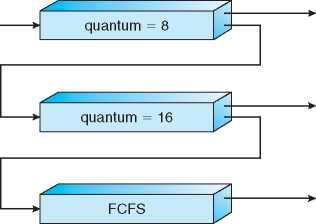 quantum = 8
quantum = 16
FCFS